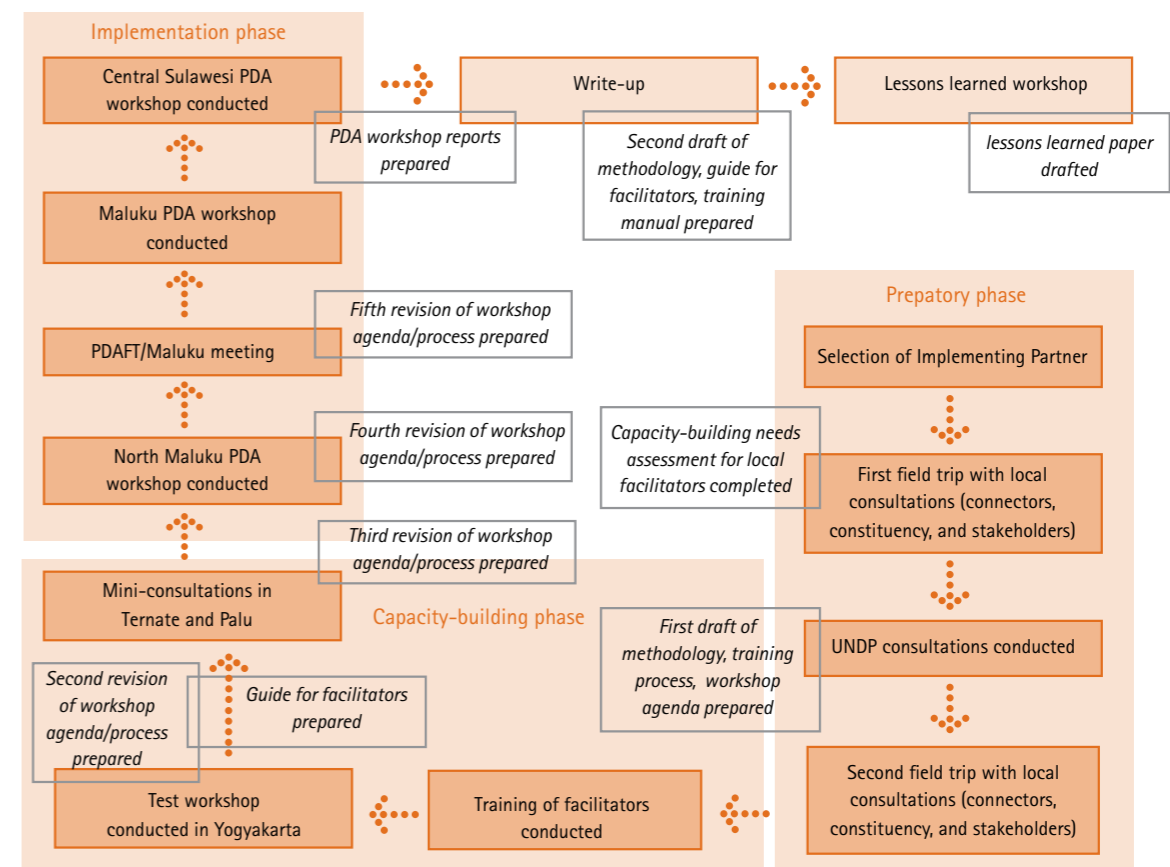 Implementation phase
Central Sulawesi PDA
workshop conducted
Write-up
Lessons learned workshop
PDA workshop reports
prepared
Second draft of
methodology, guide for
facilitators, training
manual prepared
lessons learned paper
drafted
Maluku PDA workshop
conducted
Fifth revision of workshop
agenda/process prepared
PDAFT/Maluku meeting
Fourth revision of workshop
agenda/process prepared
North Maluku PDA
workshop conducted
Third revision of workshop
agenda/process prepared
Mini-consultations in
Ternate and Palu
Capacity-building phase
Second revision
of workshop
agenda/process
prepared
Guide for facilitators
prepared
Test workshop
conducted in Yogyakarta
Training of facilitators
conducted
Prepatory phase
Selection of Implementing Partner
Capacity-building needs
assessment for local
facilitators completed
First field trip with local
consultations (connectors,
constituency, and stakeholders)
First draft of
methodology, training
process, workshop
agenda prepared
UNDP consultations conducted
Second field trip with local
consultations (connectors,
constituency, and stakeholders)